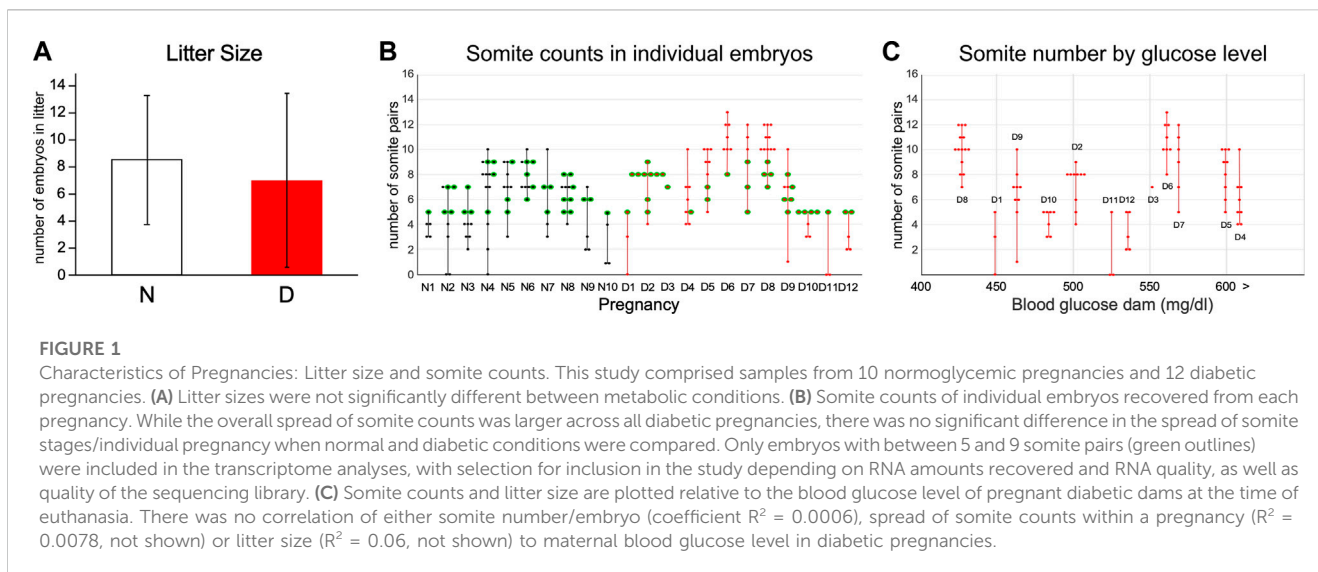 A
Litter Size
number of embryos in litter
14
12
10
8
6
4
2
0
N
D
B
Somite counts in individual embryos
number of somite pairs
16
14
12
10
8
6
4
2
0
N1 N2 N3 N4 N5 N6 N7 N8 N9 N10 D1 D2 D3 D4 D5 D6 D7 D8 D9 D10 D11 D12
Pregnancy
C
Somite number by glucose level
number of somite pairs
16
14
12
10
8
6
4
2
0
D9
D2
D8
D1
D10
D11 D12
D3
D6
D7
D5
D4
400 450 500 550 600 >
Blood glucose dam (mg/dl)
FIGURE 1
Characteristics of Pregnancies: Litter size and somite counts. This study comprised samples from 10 normoglycemic pregnancies and 12 diabetic
pregnancies. (A) Litter sizes were not significantly different between metabolic conditions. (B) Somite counts of individual embryos recovered from each
pregnancy. While the overall spread of somite counts was larger across all diabetic pregnancies, there was no significant difference in the spread of somite
stages/individual pregnancy when normal and diabetic conditions were compared. Only embryos with between 5 and 9 somite pairs (green outlines)
were included in the transcriptome analyses, with selection for inclusion in the study depending on RNA amounts recovered and RNA quality, as well as
quality of the sequencing library. (C) Somite counts and litter size are plotted relative to the blood glucose level of pregnant diabetic dams at the time of
euthanasia. There was no correlation of either somite number/embryo (coefficient R² = 0.0006), spread of somite counts within a pregnancy (R² =
0.0078, not shown) or litter size (R² = 0.06, not shown) to maternal blood glucose level in diabetic pregnancies.